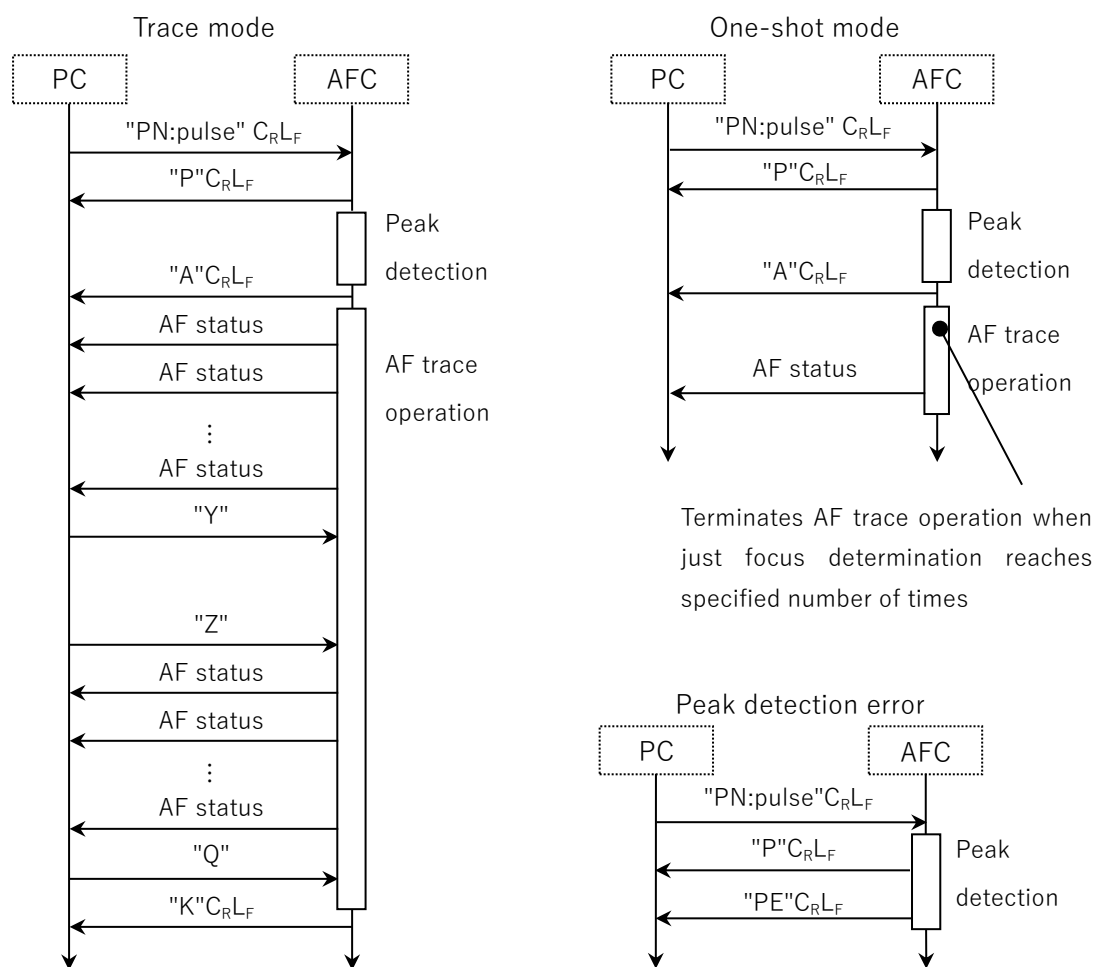 Trace mode
PC
AFC
"PN:pulse" CRLF
"P"CRLF
Peak
detection
"A"CRLF
AF status
AF status
AF trace
operation
⋮
AF status
"Y"
"Z"
AF status
AF status
⋮
AF status
"Q"
"K"CRLF
One-shot mode
PC
AFC
"PN:pulse" CRLF
"P"CRLF
Peak
detection
"A"CRLF
AF trace
operation
AF status
Terminates AF trace operation when
just focus determination reaches
specified number of times
Peak detection error
PC
AFC
"PN:pulse"CRLF
"P"CRLF
Peak
detection
"PE"CRLF